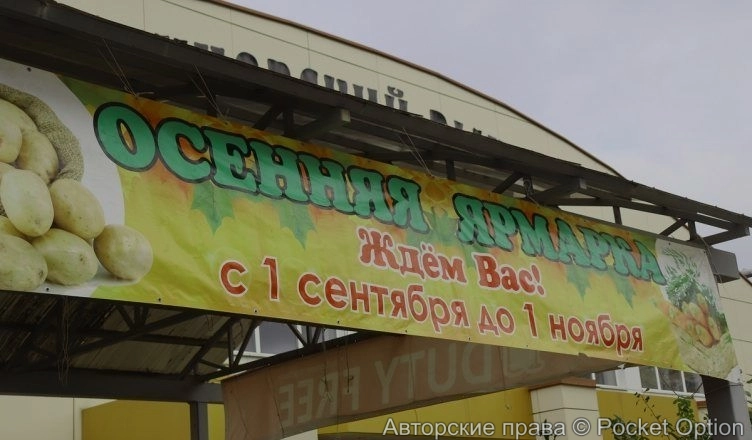 ОСЕННЯЯ ЯРМАРКА
Ждём Вас!
с 1 сентября до 1 ноября
DUTY FREE
Авторские права © Pocket Option